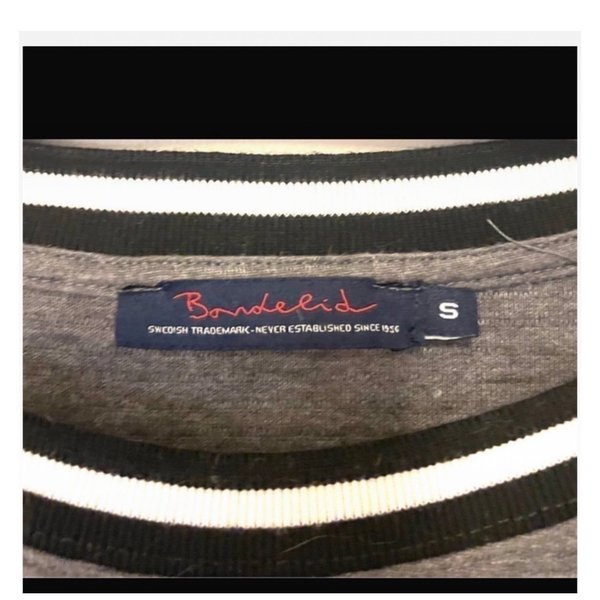 Bondelid
S
SWEDISH TRADEMARK - NEVER ESTABLISHED SINCE 1956